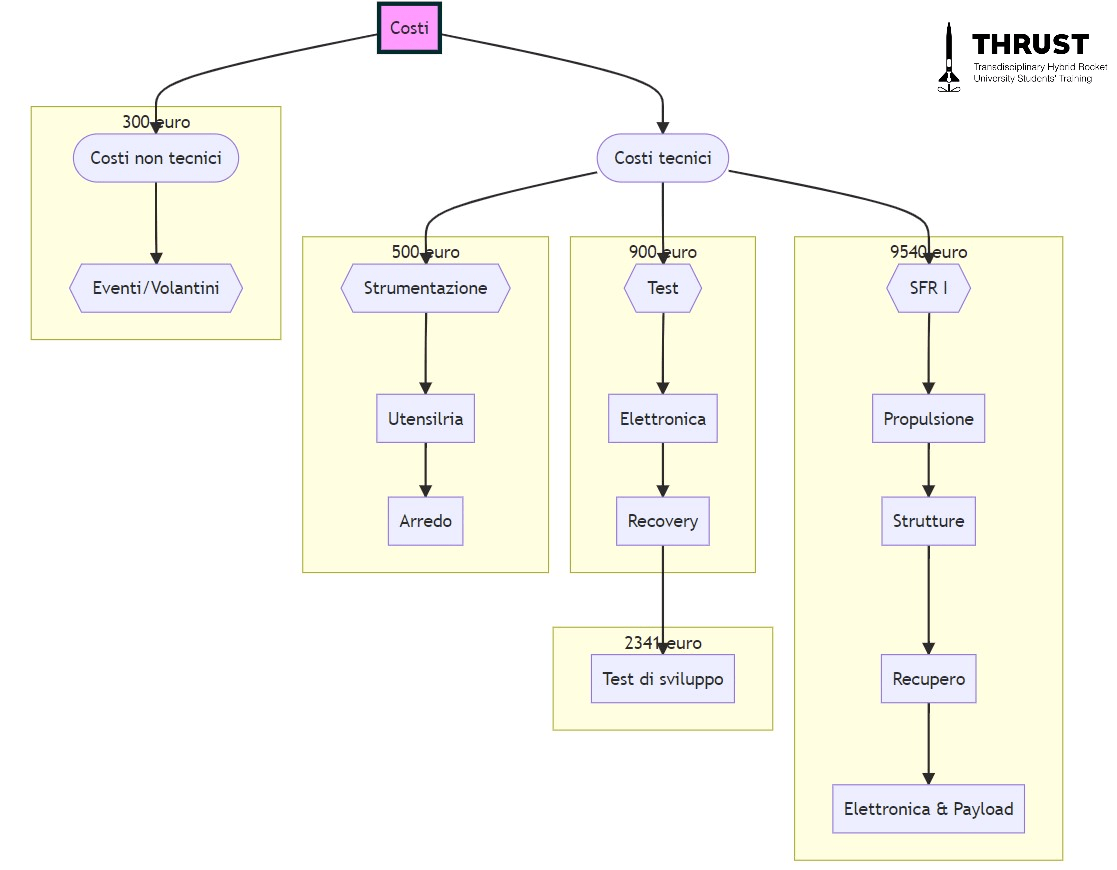 Costi
THRUST
Transdisciplinary Hybrid Rocket
University Students' Training
300 euro
Costi non tecnici
Costi tecnici
500 euro
900 euro
9540 euro
Eventi/Volantini
Strumentazione
Test
SFR I
Utensilria
Elettronica
Propulsione
Arredo
Recovery
Strutture
2341 euro
Test di sviluppo
Recupero
Elettronica & Payload